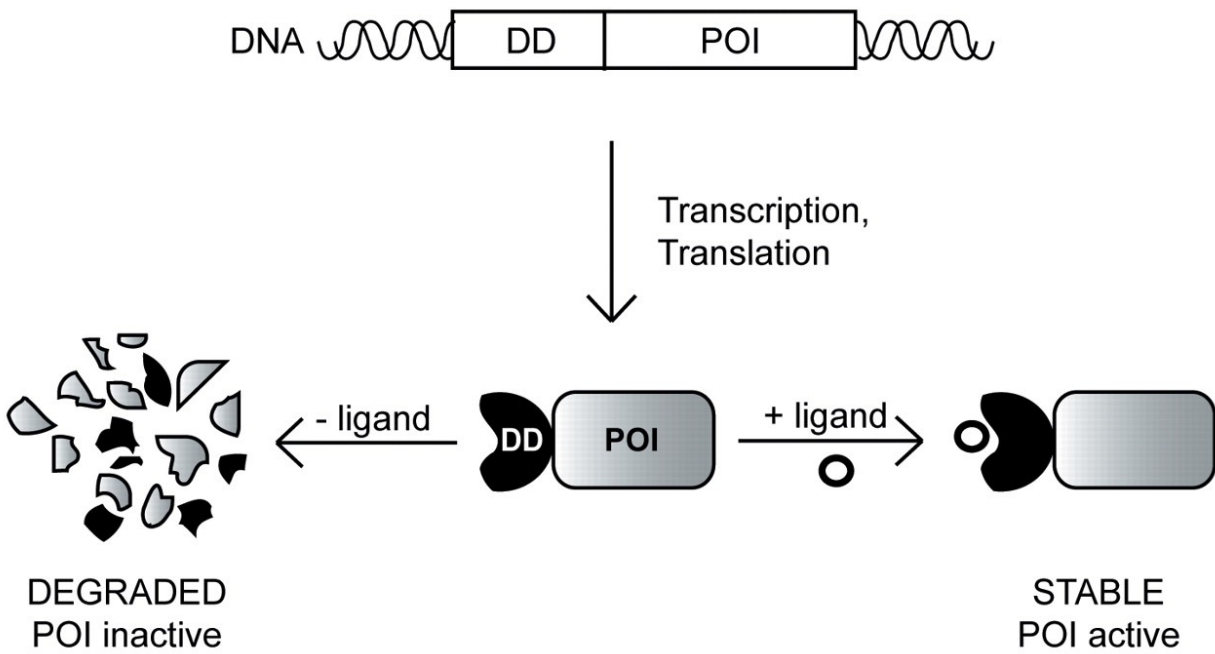 DNA DD POI
Transcription,
Translation
- ligand
DD POI
+ ligand
DEGRADED
POI inactive
STABLE
POI active